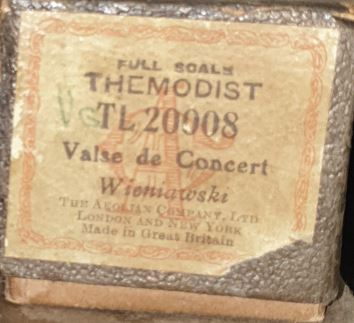 FULL SCALE
THEMODIST
TL 20008
Valse de Concert
Wieniawski
THE AEOLIAN COMPANY, LTD
LONDON AND NEW YORK
Made in Great Britain